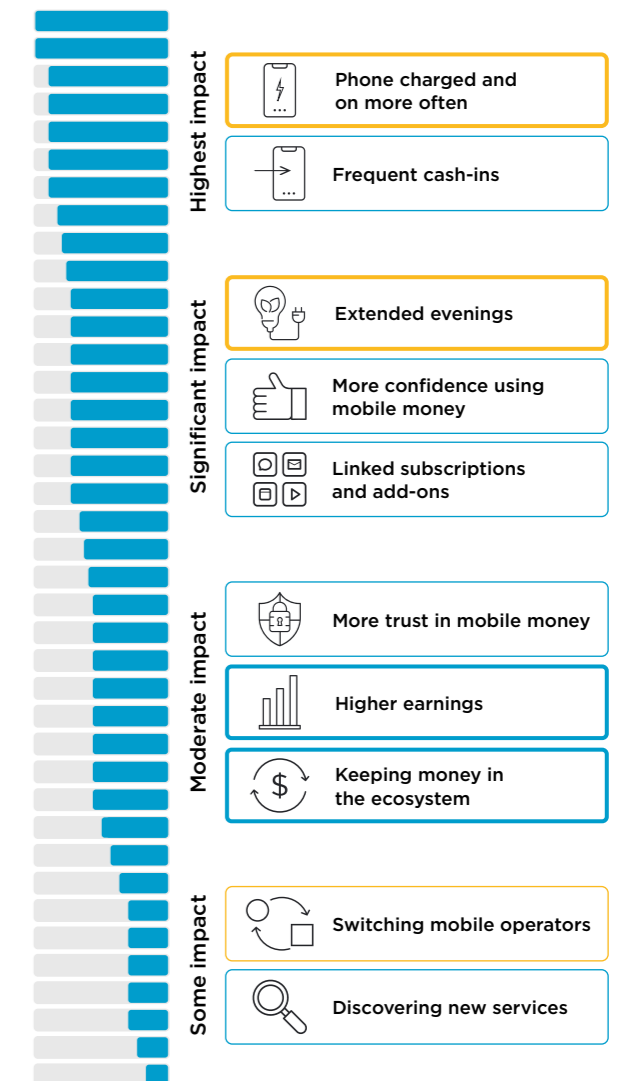 Highest impact
Phone charged and
on more often
Frequent cash-ins
Significant impact
Extended evenings
More confidence using
mobile money
Linked subscriptions
and add-ons
Moderate impact
More trust in mobile money
Higher earnings
$
Keeping money in
the ecosystem
Some impact
Switching mobile operators
Discovering new services